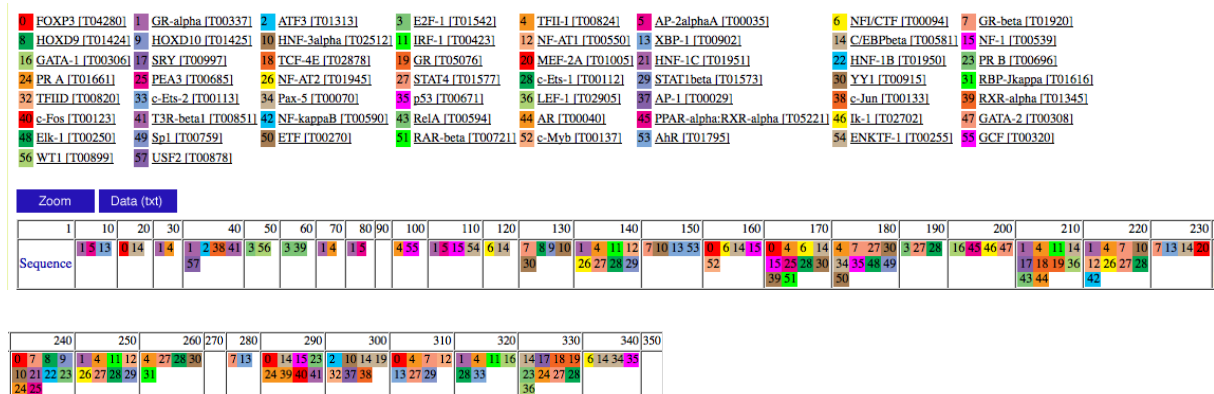 0 FOXP3 [T04280] 1 GR-alpha [T00337] 2 ATF3 [T01313] 3 E2F-1 [T01542] 4 TFII-I [T00824] 5 AP-2alphaA [T00035] 6 NFI/CTF [T00094] 7 GR-beta [T01920]
8 HOXD9 [T01424] 9 HOXD10 [T01425] 10 HNF-3alpha [T02512] 11 IRF-1 [T00423] 12 NF-AT1 [T00550] 13 XBP-1 [T00902] 14 C/EBPbeta [T00581] 15 NF-1 [T00539]
16 GATA-1 [T00306] 17 SRY [T00997] 18 TCF-4E [T02878] 19 GR [T05076] 20 MEF-2A [T01005] 21 HNF-1C [T01951] 22 HNF-1B [T01950] 23 PR B [T00696]
24 PR A [T01661] 25 PEA3 [T00685] 26 NF-AT2 [T01945] 27 STAT4 [T01577] 28 c-Ets-1 [T00112] 29 STAT1beta [T01573] 30 YY1 [T00915] 31 RBP-Jkappa [T01616]
32 TFIID [T00820] 33 c-Ets-2 [T00113] 34 Pax-5 [T00070] 35 p53 [T00671] 36 LEF-1 [T02905] 37 AP-1 [T00029] 38 c-Jun [T00133] 39 RXR-alpha [T01345]
40 c-Fos [T00123] 41 T3R-beta1 [T00851] 42 NF-kappaB [T00590] 43 RelA [T00594] 44 AR [T00040] 45 PPAR-alpha:RXR-alpha [T05221] 46 Ik-1 [T02702] 47 GATA-2 [T00308]
48 Elk-1 [T00250] 49 Sp1 [T00759] 50 ETF [T00270] 51 RAR-beta [T00721] 52 c-Myb [T00137] 53 AhR [T01795] 54 ENKTF-1 [T00255] 55 GCF [T00320]
56 WT1 [T00899] 57 USF2 [T00878]
Zoom Data (txt)
1 10 20 30 40 50 60 70 80 90 100 110 120 130 140 150 160 170 180 190 200 210 220 230
Sequence 1 5 13 0 14 1 4 1 2 38 41 3 56 3 39 1 4 1 5 4 55 1 5 15 54 6 14 7 8 9 10 1 4 11 12 7 10 13 53 0 6 14 15 0 4 6 14 4 7 27 30 3 27 28 16 45 46 47 1 4 11 14 1 4 7 10 7 13 14 20
57 30 26 27 28 29 52 15 25 28 30 34 35 48 49 17 18 19 36 12 26 27 28
39 51 50 43 44 42
240 250 260 270 280 290 300 310 320 330 340 350
0 7 8 9 1 4 11 12 4 27 28 30 7 13 0 14 15 23 2 10 14 19 0 4 7 12 1 4 11 16 14 17 18 19 6 14 34 35
10 21 22 23 26 27 28 29 31 24 39 40 41 32 37 38 13 27 29 28 33 23 24 27 28
24 25 36